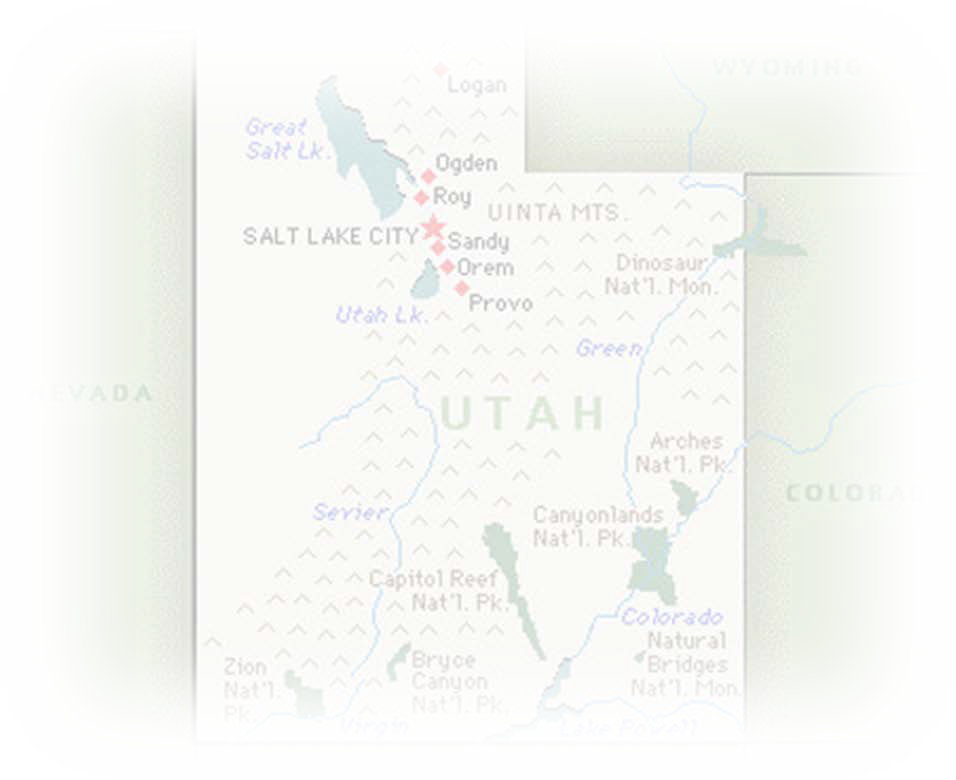 WYOMING
Logan
Great
Salt Lk.
Ogden
Roy
UINTA MTS.
SALT LAKE CITY
Sandy
Orem
Dinosaur
Nat'l. Mon.
Provo
Utah Lk.
Green
EVADA
UTAH
Arches
Nat'l. Pk.
COLORAD
Sevier
Canyonlands
Nat'l. Pk.
Capitol Reef
Nat'l. Pk.
Colorado
Natural
Bridges
Nat'l. Mon.
Zion
Nat'l.
Pk.
Bryce
Canyon
Nat'l. Pk.
Virgin
Lake Powell